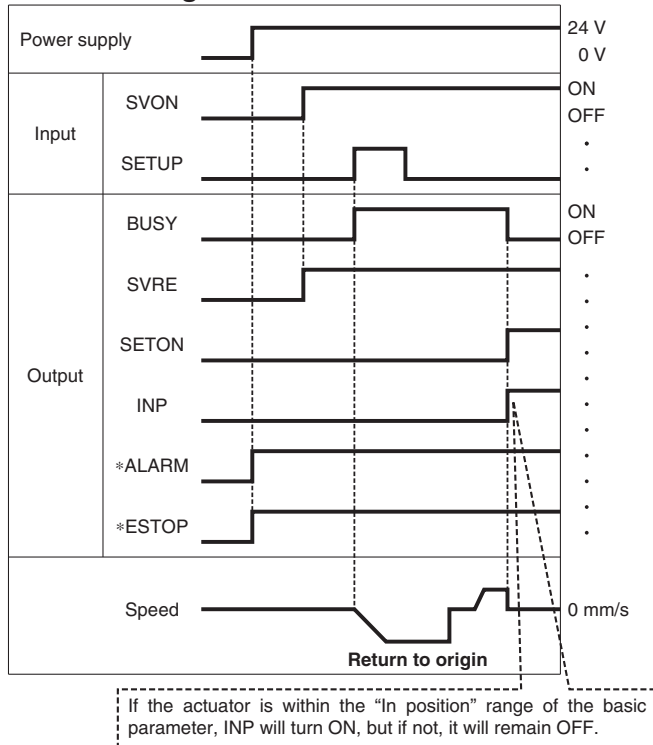 Power supply
24 V
0 V
Input
SVON
ON
OFF
SETUP
Output
BUSY
ON
OFF
SVRE
SETON
INP
*ALARM
*ESTOP
Speed
0 mm/s
Return to origin
If the actuator is within the “In position” range of the basic
parameter, INP will turn ON, but if not, it will remain OFF.